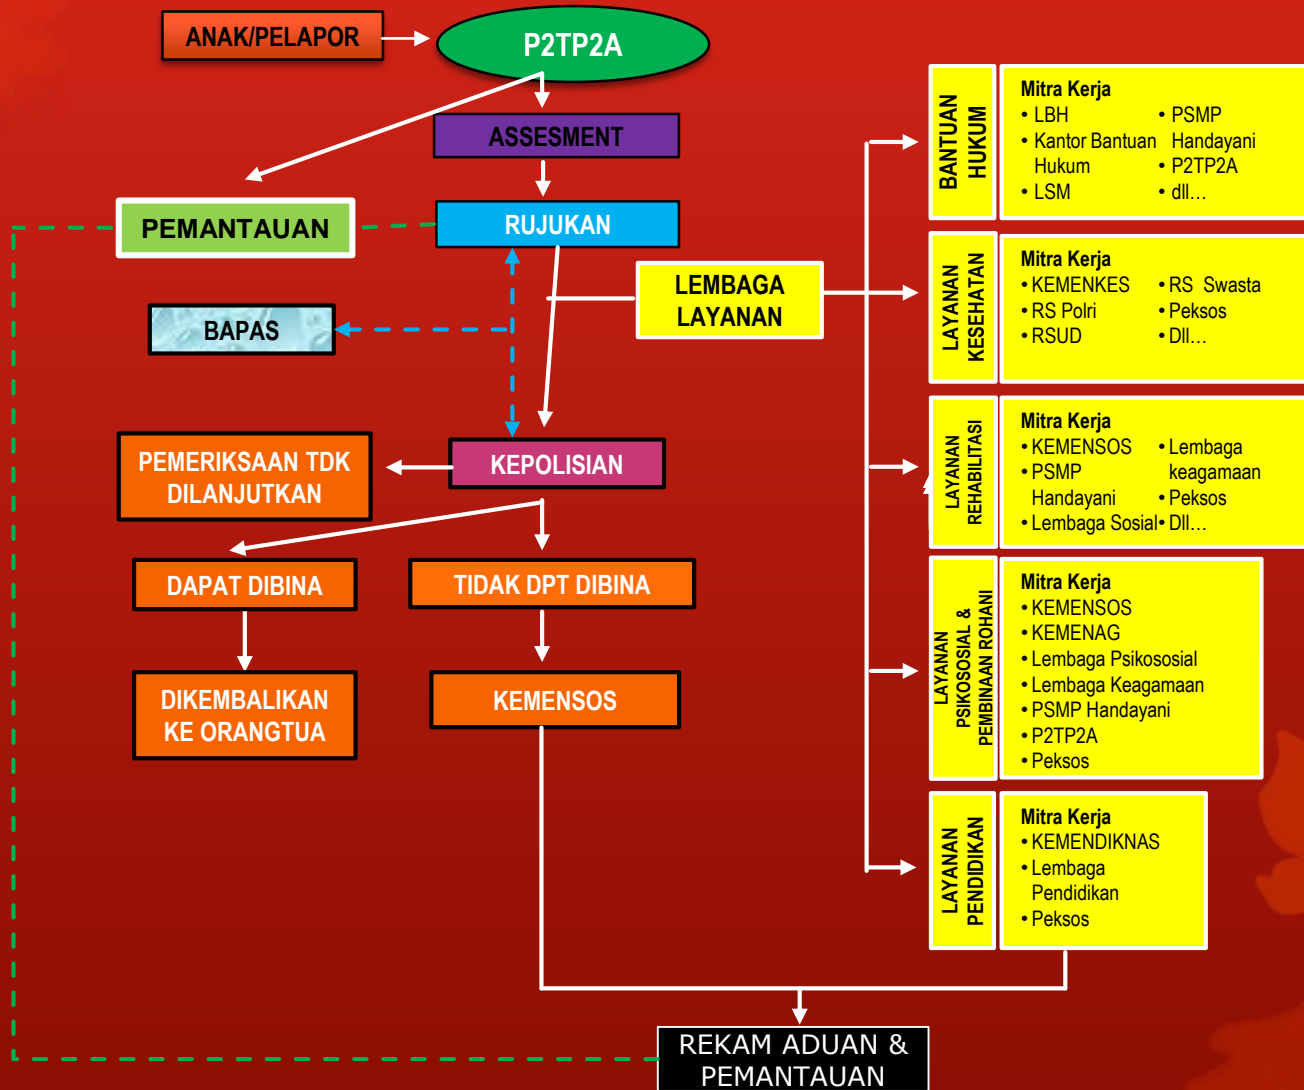 ANAK/PELAPOR
P2TP2A
ASSESMENT
PEMANTAUAN
RUJUKAN
LEMBAGA
LAYANAN
BAPAS
KEPOLISIAN
PEMERIKSAAN TDK
DILANJUTKAN
DAPAT DIBINA
TIDAK DPT DIBINA
DIKEMBALIKAN
KE ORANGTUA
KEMENSOS
BANTUAN
HUKUM
Mitra Kerja
• LBH
• Kantor Bantuan
Hukum
• LSM
• PSMP
Handayani
• P2TP2A
• dll…
LAYANAN
KESEHATAN
Mitra Kerja
• KEMENKES
• RS Polri
• RSUD
• RS Swasta
• Peksos
• Dll…
LAYANAN
REHABILITASI
Mitra Kerja
• KEMENSOS
• PSMP
Handayani
• Lembaga Sosial
• Lembaga
keagamaan
• Peksos
• Dll…
LAYANAN
PSIKOSOSIAL &
PEMBINAAN ROHANI
Mitra Kerja
• KEMENSOS
• KEMENAG
• Lembaga Psikososial
• Lembaga Keagamaan
• PSMP Handayani
• P2TP2A
• Peksos
LAYANAN
PENDIDIKAN
Mitra Kerja
• KEMENDIKNAS
• Lembaga
Pendidikan
• Peksos
REKAM ADUAN &
PEMANTAUAN